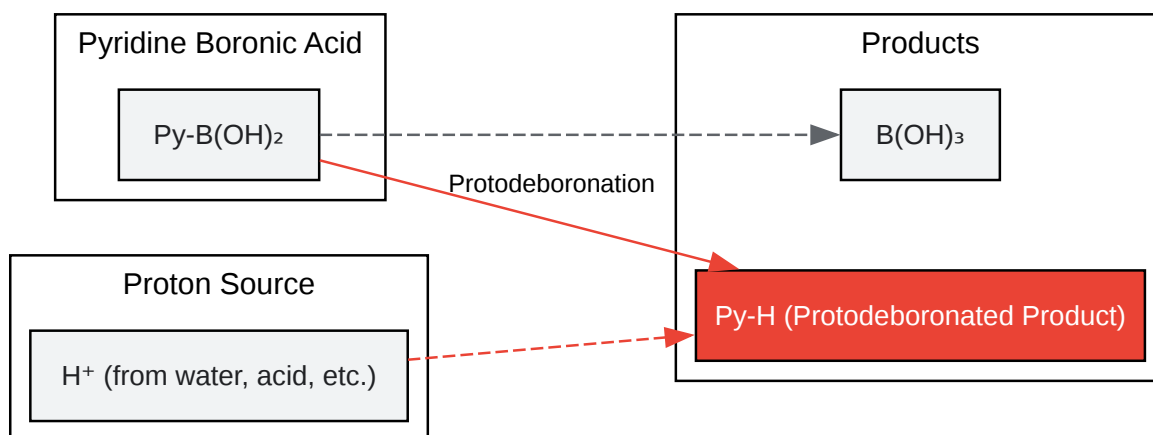 Pyridine Boronic Acid
Py-B(OH)₂
Products
B(OH)₃
Protodeboronation
Proton Source
H⁺ (from water, acid, etc.)
Py-H (Protodeboronated Product)